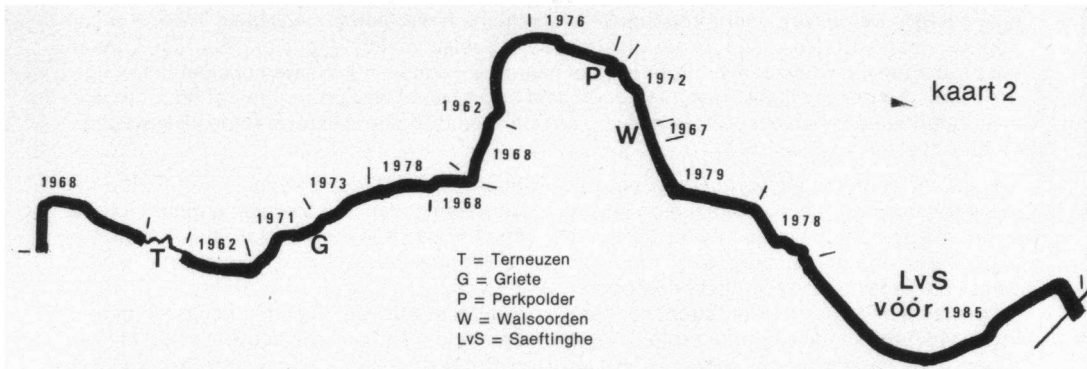 1976
P
1972
kaart 2
1962
W
1967
1968
1978
1979
1973
1968
1968
1971
1978
T
1962
G
T = Terneuzen
G = Griete
P = Perkpolder
W = Walsoorden
LvS = Saeftinghe
LvS
vóór 1985